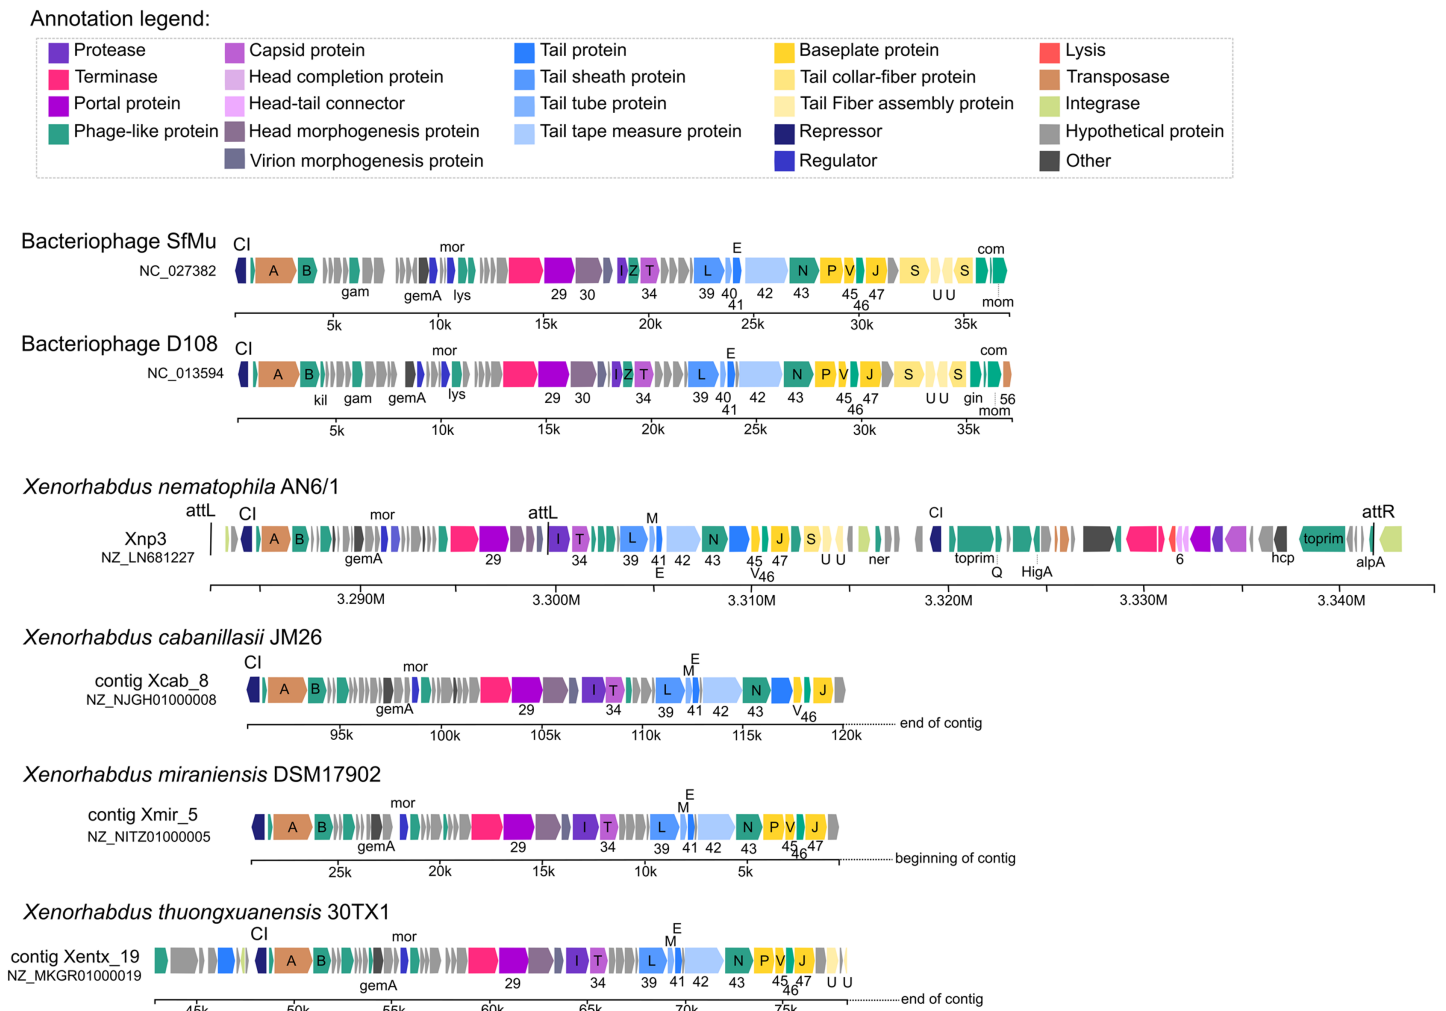 Annotation legend:
Protease
Capsid protein
Tail protein
Baseplate protein
Lysis
Terminase
Head completion protein
Tail sheath protein
Tail collar-fiber protein
Transposase
Portal protein
Head-tail connector
Tail tube protein
Tail Fiber assembly protein
Integrase
Phage-like protein
Head morphogenesis protein
Tail tape measure protein
Repressor
Hypothetical protein
Virion morphogenesis protein
Regulator
Other
Bacteriophage SfMu
NC_027382
CI mor E com
A B I Z T L N P V J S S
gam gemA lys 29 30 34 39 40 41 42 43 45 46 47 U U mom
5k 10k 15k 20k 25k 30k 35k
Bacteriophage D108
NC_013594
CI mor E com
A B I Z T L N P V J S S
kil gam gemA lys 29 30 34 39 40 41 42 43 45 46 47 U U gin mom 56
5k 10k 15k 20k 25k 30k 35k
Xenorhabdus nematophila AN6/1
Xnp3
NZ_LN681227
attL CI mor attL M CI attR
A B I T L N J S toprim
gemA 29 34 39 41 E 42 43 45 V 46 47 U U ner toprim Q HigA 6 hcp alpA
3.290M 3.300M 3.310M 3.320M 3.330M 3.340M
Xenorhabdus cabanillasii JM26
contig Xcab_8
NZ_NJGH01000008
CI mor M E
A B I T L N J
gemA 29 34 39 41 42 43 V 46
end of contig
95k 100k 105k 110k 115k 120k
Xenorhabdus miraniensis DSM17902
contig Xmir_5
NZ_NITZ01000005
mor M E
A B I T L N P V J
gemA 29 34 39 41 42 43 45 46 47
beginning of contig
25k 20k 15k 10k 5k
Xenorhabdus thuongxuanensis 30TX1
contig Xentx_19
NZ_MKGR01000019
CI mor M E
A B I T L N P V J
gemA 29 34 39 41 42 43 45 46 47 U U
end of contig
45k 50k 55k 60k 65k 70k 75k